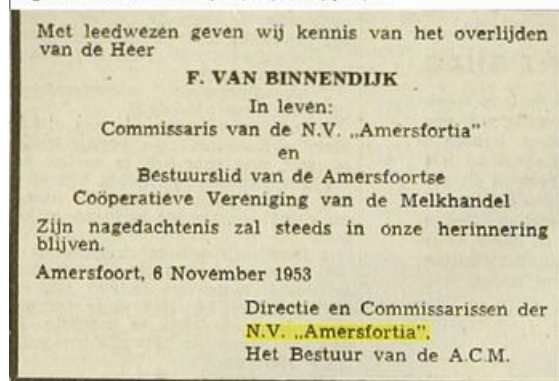 Met leedwezen geven wij kennis van het overlijden
van de Heer
F. VAN BINNENDIJK
In leven:
Commissaris van de N.V. „Amersfortia”
en
Bestuurslid van de Amersfoortse
Coöperatieve Vereniging van de Melkhandel
Zijn nagedachtenis zal steeds in onze herinnering
blijven.
Amersfoort, 6 November 1953
Directie en Commissarissen der
N.V. „Amersfortia”.
Het Bestuur van de A.C.M.